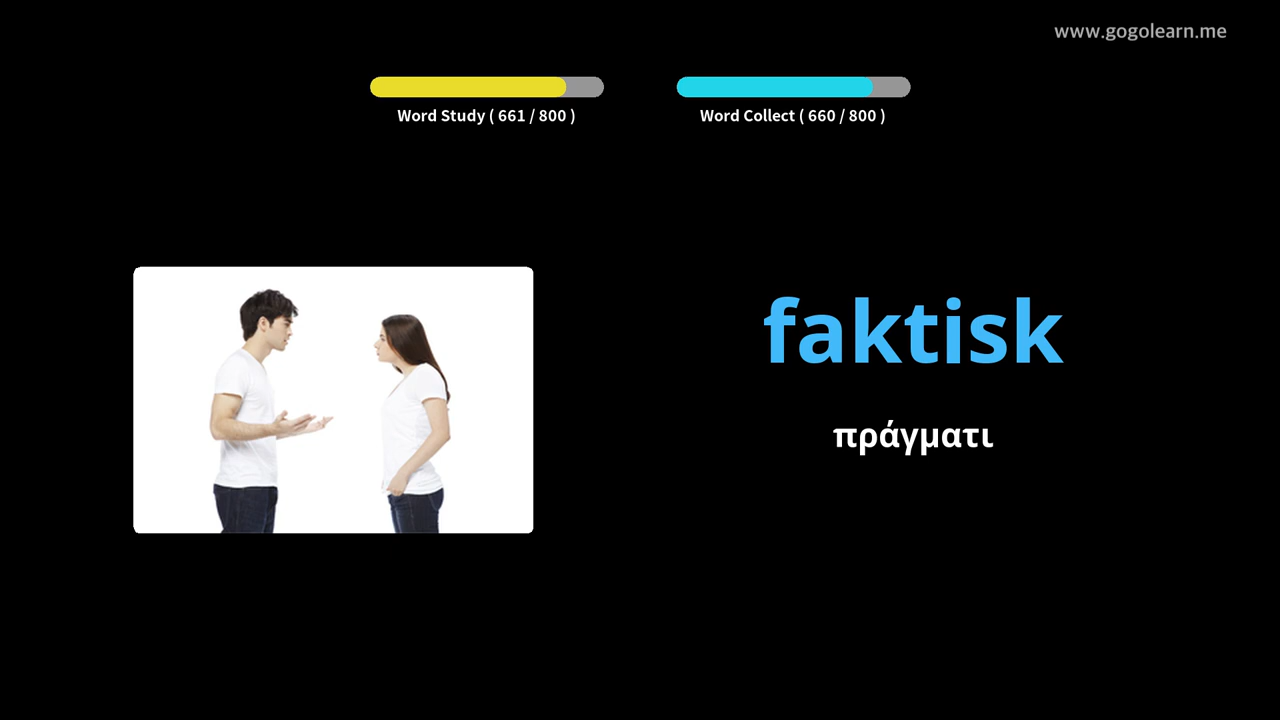 www.gogolearn.me
Word Study ( 661 / 800 )
Word Collect ( 660 / 800 )
faktisk
πράγματι